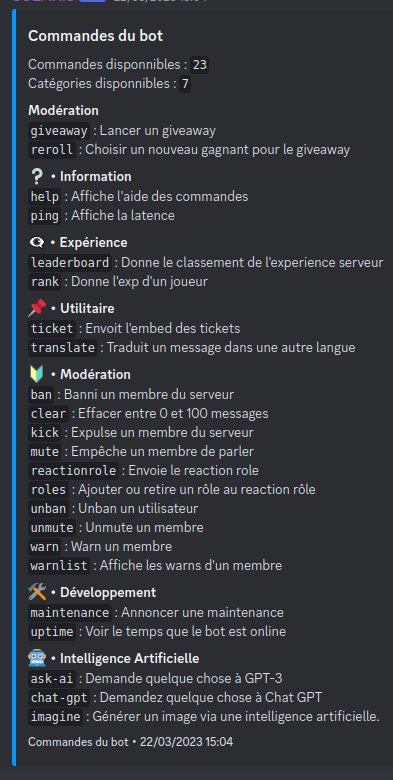 Commandes du bot
Commandes disponnibles : 23
Catégories disponnibles : 7
Modération
giveaway : Lancer un giveaway
reroll : Choisir un nouveau gagnant pour le giveaway
❔ • Information
help : Affiche l'aide des commandes
ping : Affiche la latence
👁️‍🗨️ • Expérience
leaderboard : Donne le classement de l'experience serveur
rank : Donne l'exp d'un joueur
📌 • Utilitaire
ticket : Envoit l'embed des tickets
translate : Traduit un message dans une autre langue
🔰 • Modération
ban : Banni un membre du serveur
clear : Effacer entre 0 et 100 messages
kick : Expulse un membre du serveur
mute : Empêche un membre de parler
reactionrole : Envoie le reaction role
roles : Ajouter ou retire un rôle au reaction rôle
unban : Unban un utilisateur
unmute : Unmute un membre
warn : Warn un membre
warnlist : Affiche les warns d'un membre
🛠️ • Développement
maintenance : Annoncer une maintenance
uptime : Voir le temps que le bot est online
🤖 • Intelligence Artificielle
ask-ai : Demande quelque chose à GPT-3
chat-gpt : Demandez quelque chose à Chat GPT
imagine : Générer un image via une intelligence artificielle.
Commandes du bot • 22/03/2023 15:04